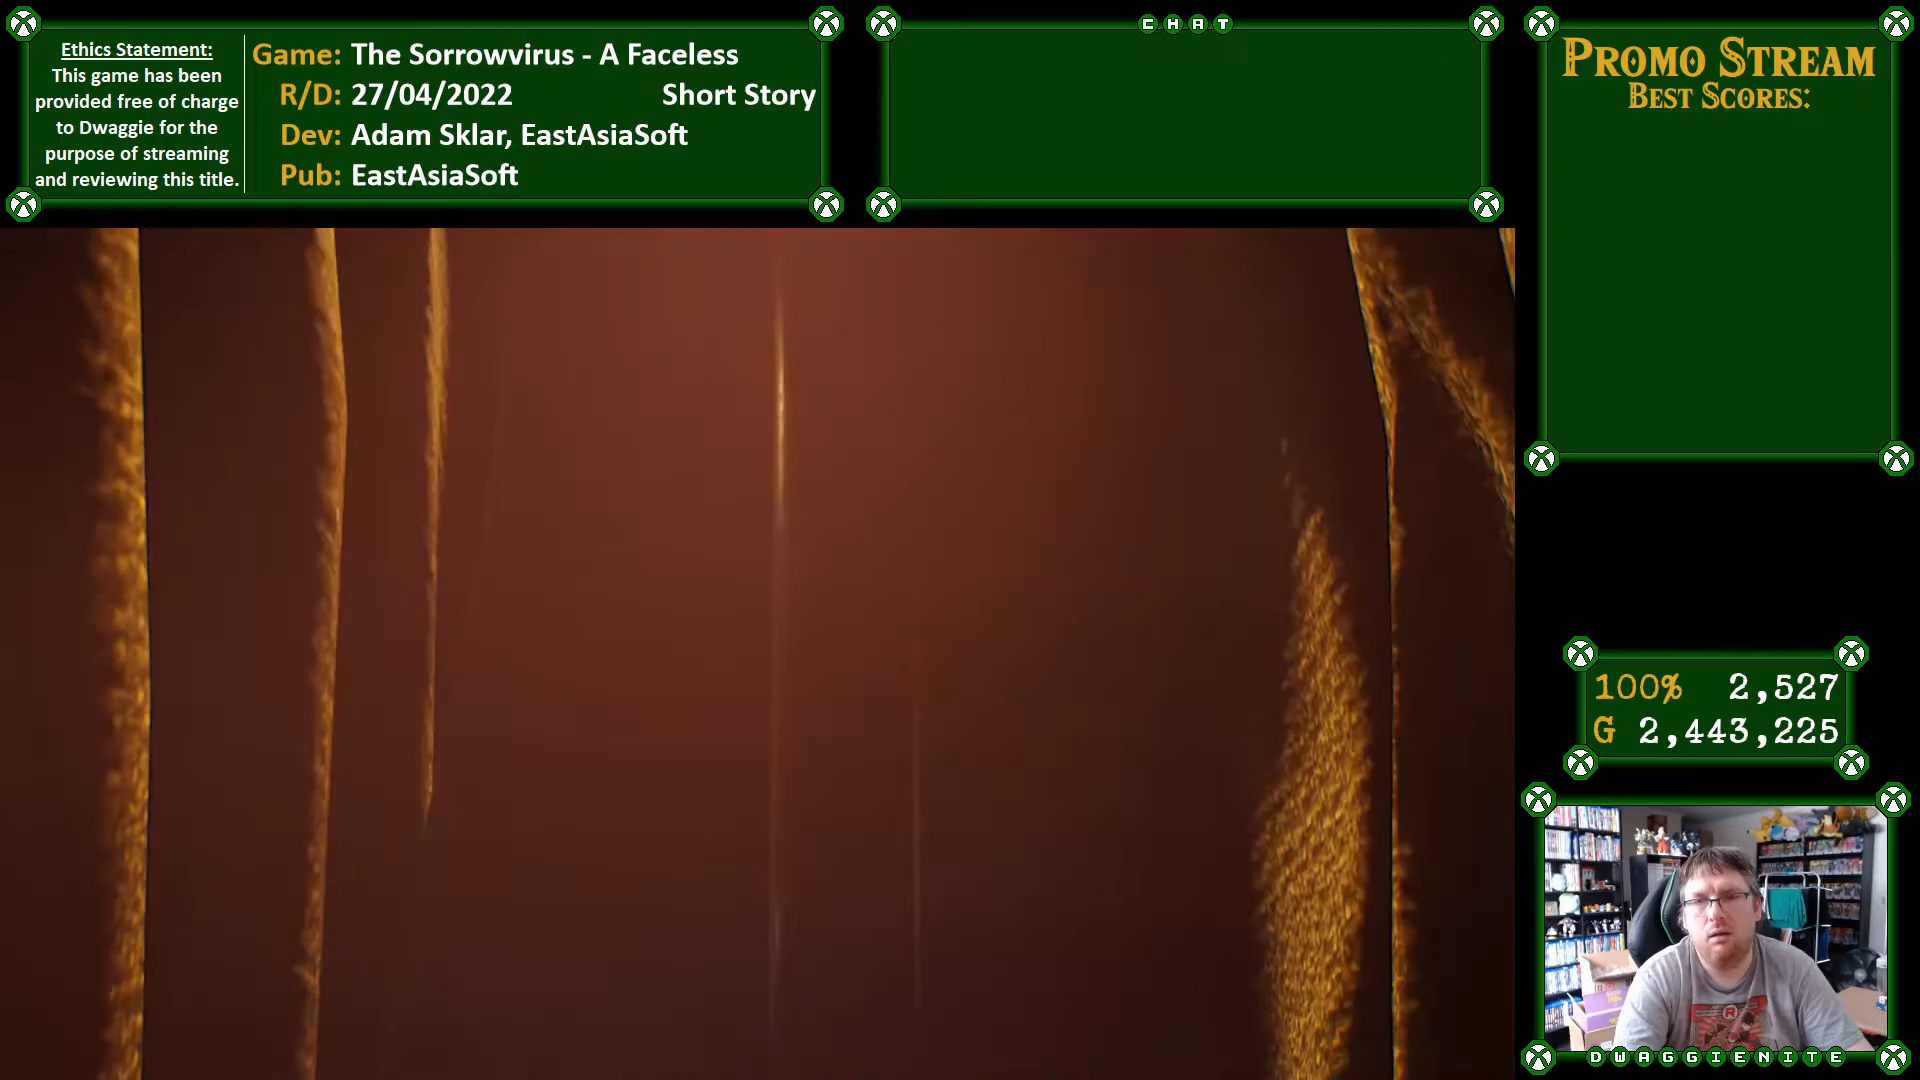 Ethics Statement:
This game has been
provided free of charge
to Dwaggie for the
purpose of streaming
and reviewing this title.
Game: The Sorrowvirus - A Faceless
R/D: 27/04/2022 Short Story
Dev: Adam Sklar, EastAsiaSoft
Pub: EastAsiaSoft
CHAT
PROMO STREAM
BEST SCORES:
100% 2,527
G 2,443,225
DWAGGIENITE